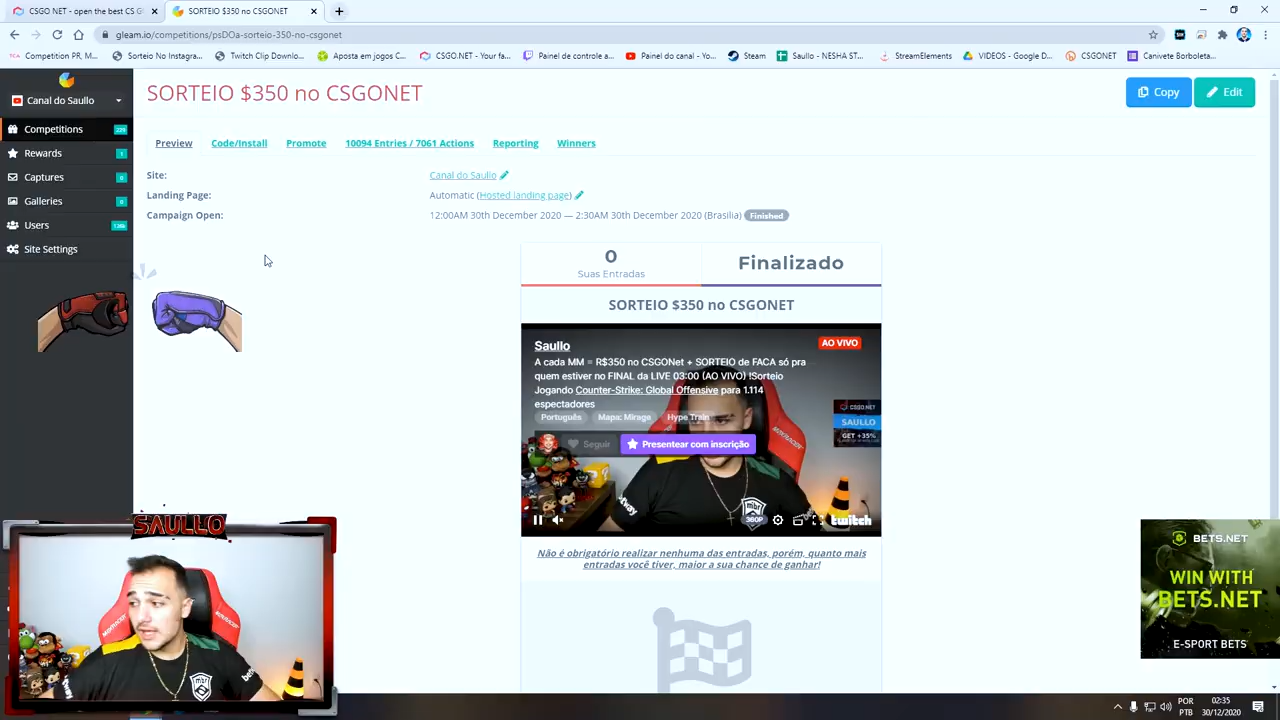 CSGO NET - open the best CS G
SORTEIO $350 no CSGONET
gleam.io/competitions/psDOa-sorteio-350-no-csgonet
Competition PR, M...
Sorteio No Instagra...
Twitch Clip Downlo...
Aposta em jogos C...
CSGO.NET - Your fa...
Painel de controle a...
Painel do canal - Yo...
Steam
Saullo - NESHA ST...
StreamElements
VIDEOS - Google D...
CSGONET
Canivete Borboleta...
Canal do Saullo
Competitions
Rewards 1
Captures 0
Galleries 0
Users
Site Settings
SORTEIO $350 no CSGONET
Copy
Edit
Preview
Code/Install
Promote
10094 Entries / 7061 Actions
Reporting
Winners
Site: Canal do Saullo
Landing Page: Automatic (Hosted landing page)
Campaign Open: 12:00AM 30th December 2020 — 2:30AM 30th December 2020 (Brasilia) Finished
0
Suas Entradas
Finalizado
SORTEIO $350 no CSGONET
Saullo
AO VIVO
A cada MM = R$350 no CSGONet + SORTEIO de FACA só pra
quem estiver no FINAL da LIVE 03:00 (AO VIVO) !Sorteio
Jogando Counter-Strike: Global Offensive para 1.114
espectadores
Português
Mapa: Mirage
Hype Train
Seguir
Presentear com inscrição
CSGO.NET
SAULLO
GET +35%
mibr
360P
twitch
Não é obrigatório realizar nenhuma das entradas, porém, quanto mais
entradas você tiver, maior a sua chance de ganhar!
SAULLO
mibr
BETS.NET
WIN WITH
BETS.NET
E-SPORT BETS
POR
PTB
02:35
30/12/2020